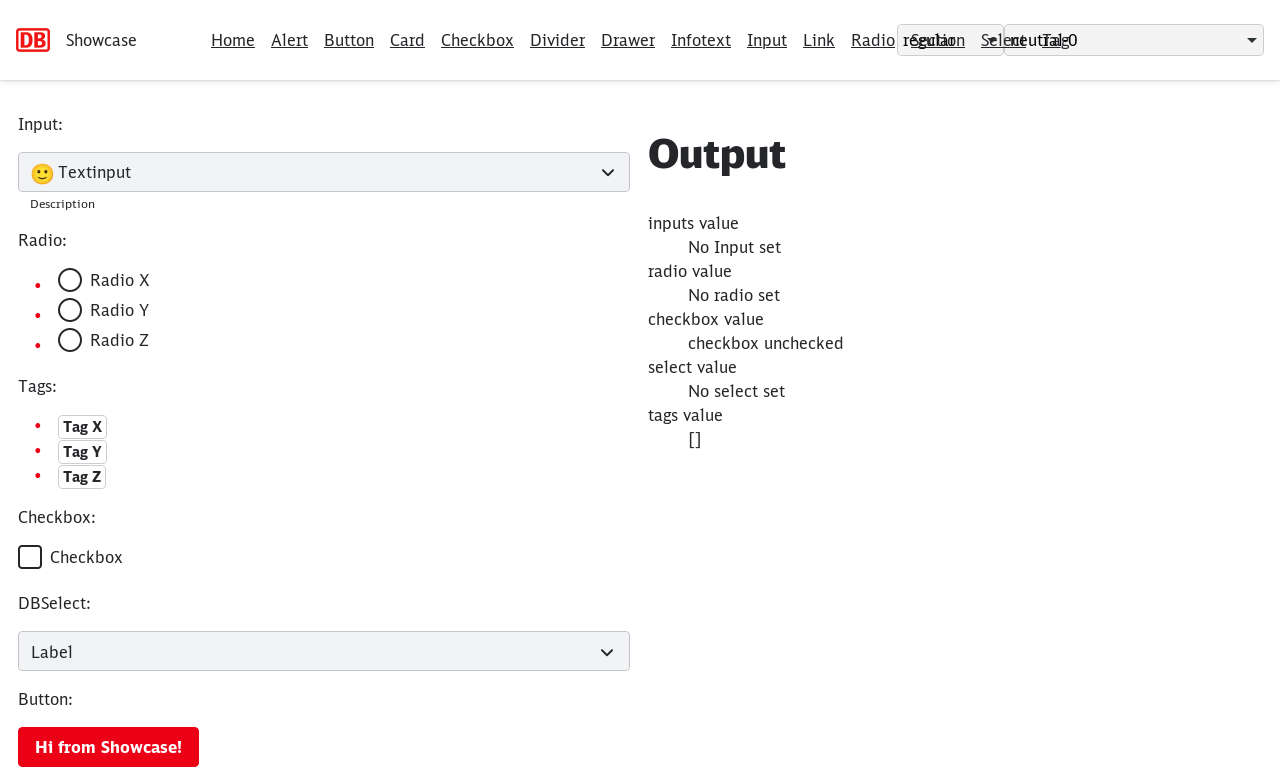 DB Showcase Home Alert Button Card Checkbox Divider Drawer Infotext Input Link Radio Section Select Tag regular neutral-0
Input:
Textinput
Description
Radio:
Radio X
Radio Y
Radio Z
Tags:
Tag X
Tag Y
Tag Z
Checkbox:
Checkbox
DBSelect:
Label
Button:
Hi from Showcase!
Output
inputs value
No Input set
radio value
No radio set
checkbox value
checkbox unchecked
select value
No select set
tags value
[]